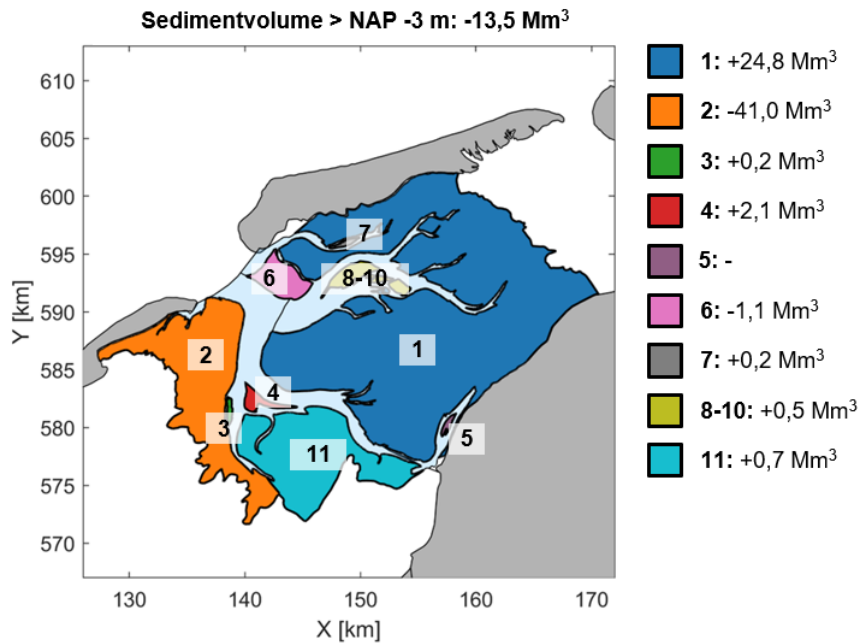 Sedimentvolume > NAP -3 m: -13,5 Mm³
Y [km]
610
605
600
595
590
585
580
575
570
130
140
150
160
170
X [km]
7
6
8-10
2
1
4
3
5
11
1: +24,8 Mm³
2: -41,0 Mm³
3: +0,2 Mm³
4: +2,1 Mm³
5: -
6: -1,1 Mm³
7: +0,2 Mm³
8-10: +0,5 Mm³
11: +0,7 Mm³